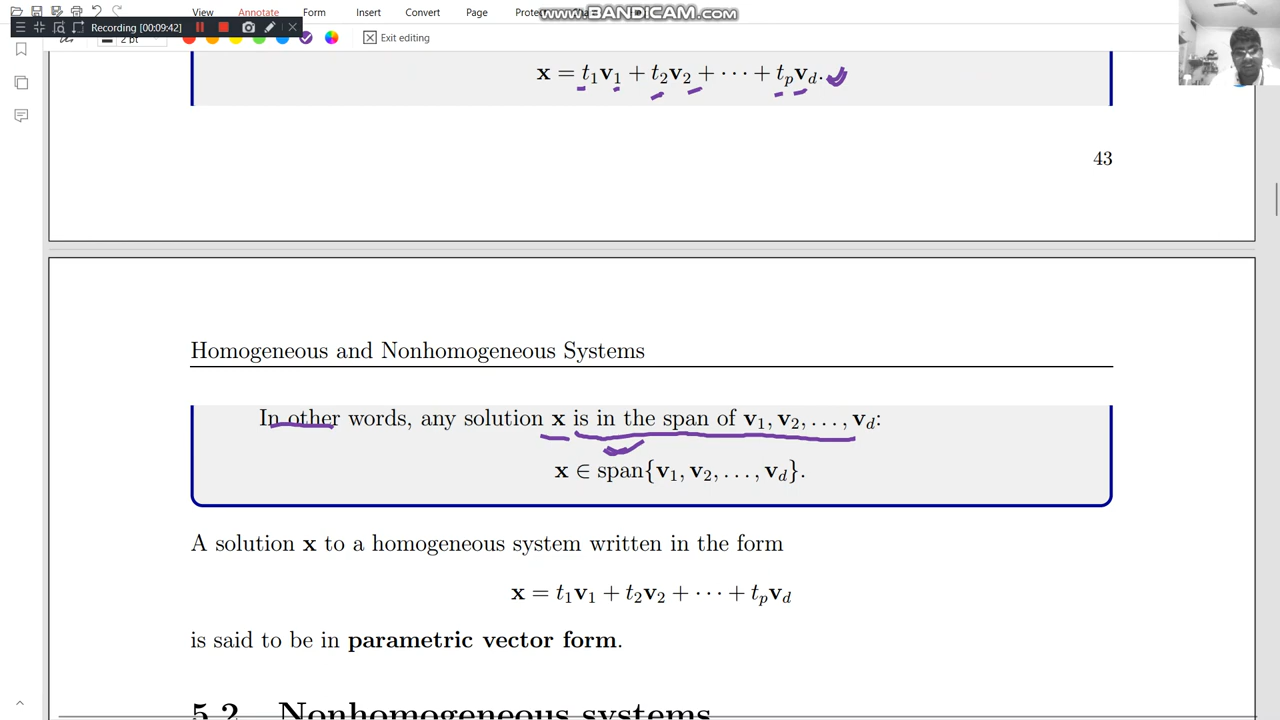 View Annotate Form Insert Convert Page
www.BANDICAM.com
Recording [00:09:42]
2 pt Exit editing
x = t₁v₁ + t₂v₂ + ··· + tₚv_d.
43
Homogeneous and Nonhomogeneous Systems
In other words, any solution x is in the span of v₁, v₂, . . . , v_d:
x ∈ span{v₁, v₂, . . . , v_d}.
A solution x to a homogeneous system written in the form
x = t₁v₁ + t₂v₂ + ··· + tₚv_d
is said to be in parametric vector form.
5.2 Nonhomogeneous systems